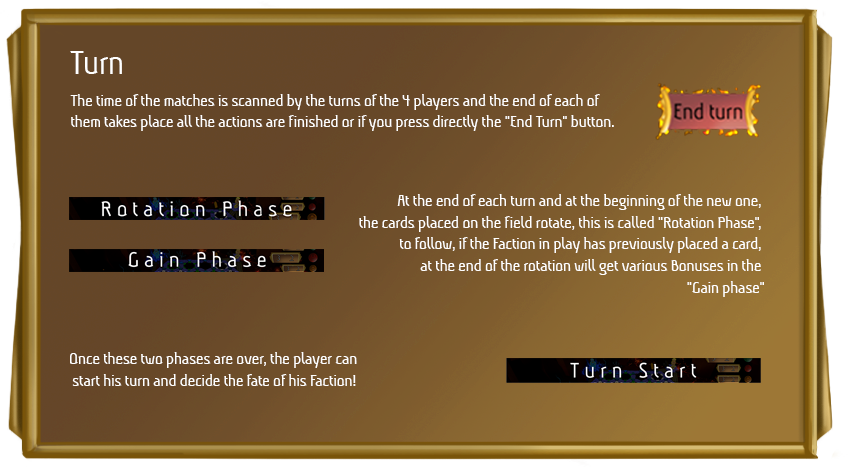 Turn
The time of the matches is scanned by the turns of the 4 players and the end of each of
them takes place all the actions are finished or if you press directly the "End Turn" button.
End turn
Rotation Phase
Gain Phase
At the end of each turn and at the beginning of the new one,
the cards placed on the field rotate, this is called "Rotation Phase",
to follow, if the Faction in play has previously placed a card,
at the end of the rotation will get various Bonuses in the
"Gain phase"
Once these two phases are over, the player can
start his turn and decide the fate of his Faction!
Turn Start